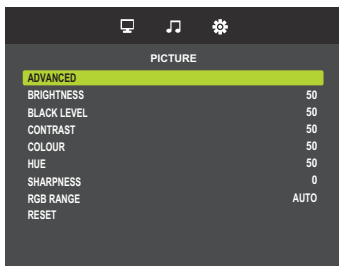 PICTURE
ADVANCED
BRIGHTNESS 50
BLACK LEVEL 50
CONTRAST 50
COLOUR 50
HUE 50
SHARPNESS 0
RGB RANGE AUTO
RESET